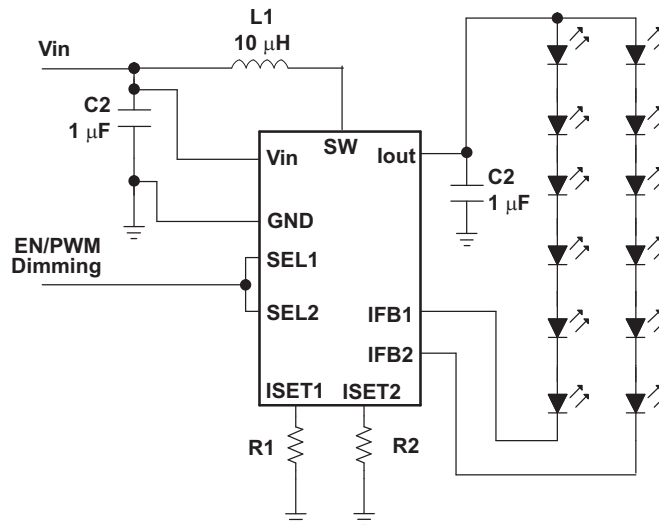 L1
10 μH
Vin
C2
1 μF
SW
Vin
Iout
C2
1 μF
GND
EN/PWM
Dimming
SEL1
SEL2
IFB1
IFB2
ISET1
ISET2
R1
R2